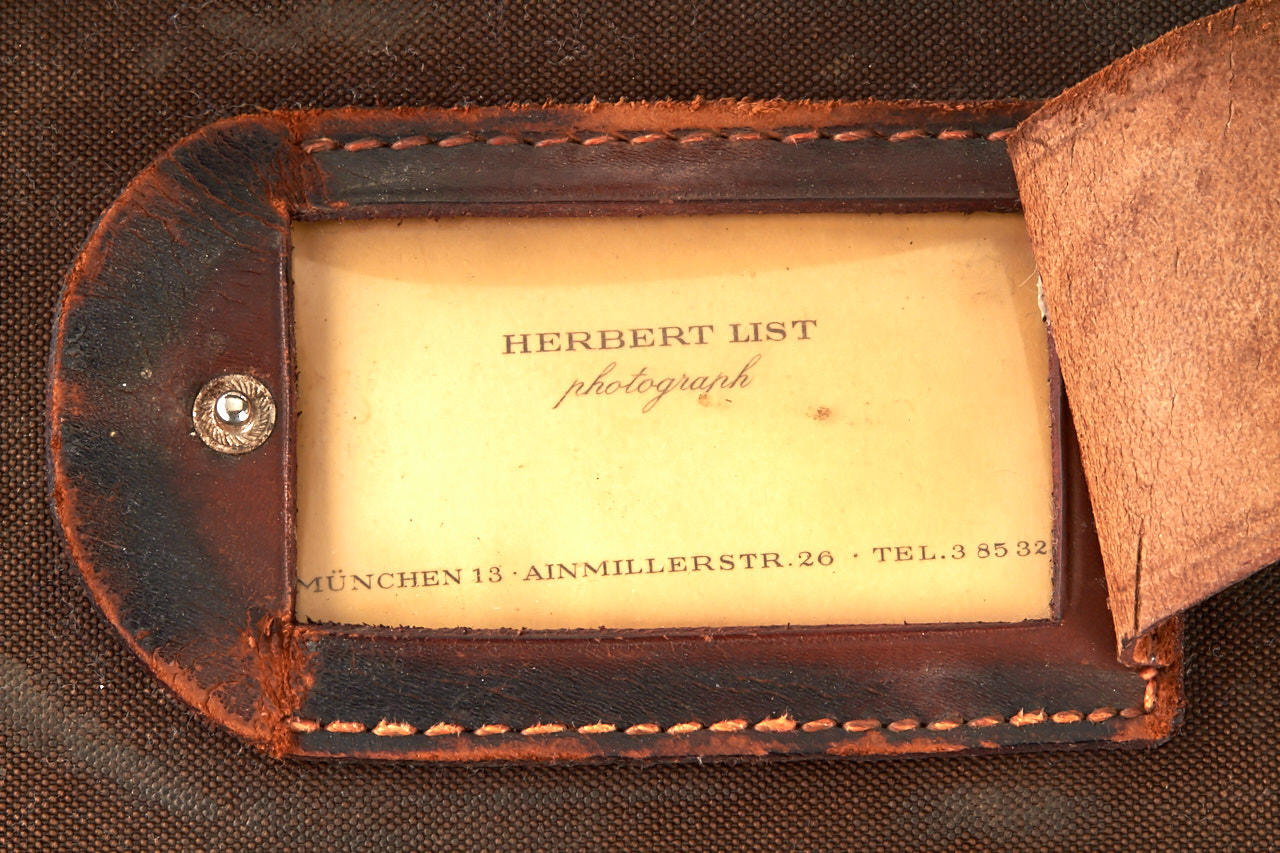 HERBERT LIST
photograph
MÜNCHEN 13 · AINMILLERSTR. 26 · TEL. 3 85 32